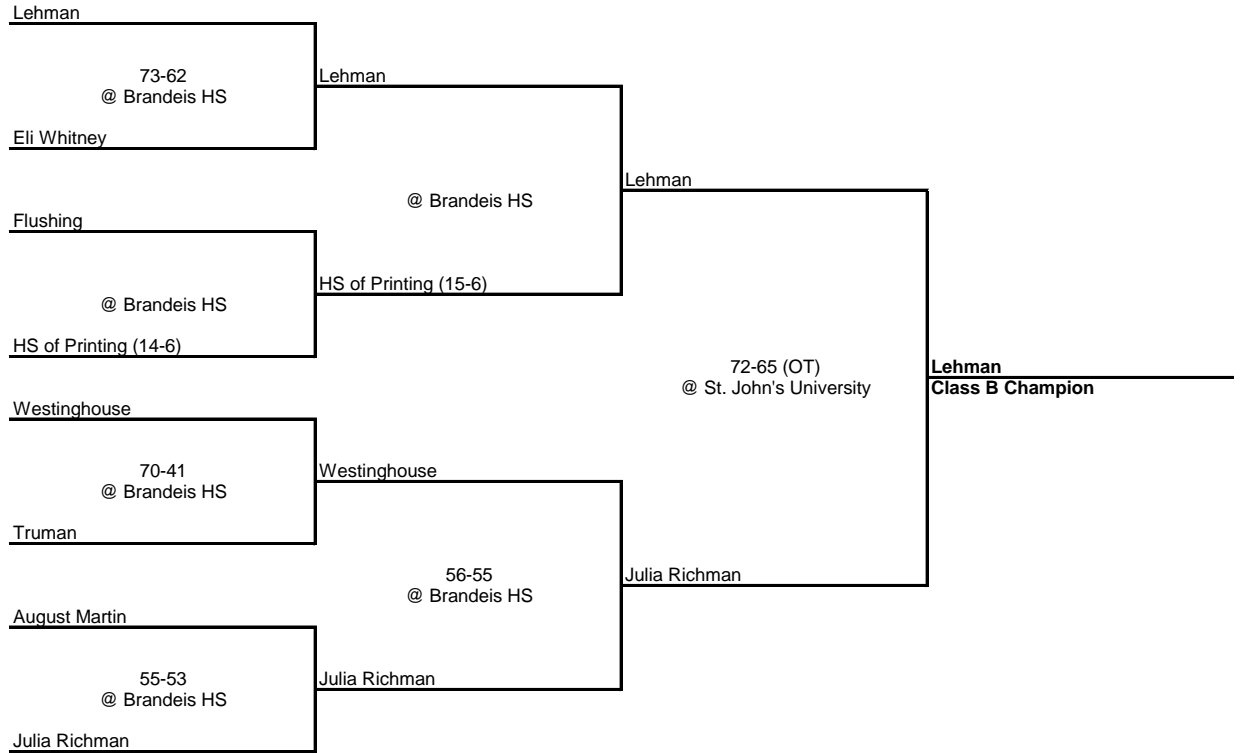 Lehman
73-62
@ Brandeis HS
Lehman
Eli Whitney
@ Brandeis HS
Lehman
Flushing
@ Brandeis HS
HS of Printing (15-6)
HS of Printing (14-6)
72-65 (OT)
@ St. John's University
Lehman
Class B Champion
Westinghouse
70-41
@ Brandeis HS
Westinghouse
Truman
56-55
@ Brandeis HS
Julia Richman
August Martin
55-53
@ Brandeis HS
Julia Richman
Julia Richman